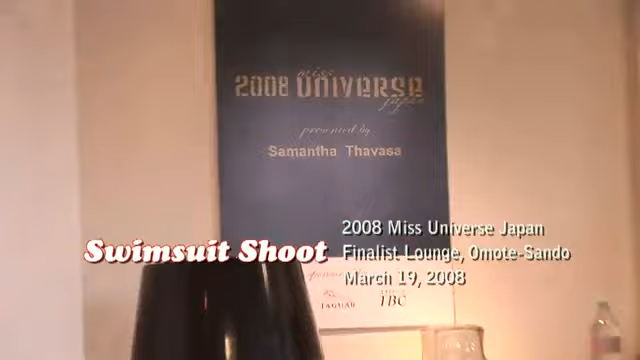 2008 miss UNIVERSE
japan
presented by
Samantha Thavasa
Swimsuit Shoot
2008 Miss Universe Japan
Finalist Lounge, Omote-Sando
March 19, 2008
JAGUAR
TBC